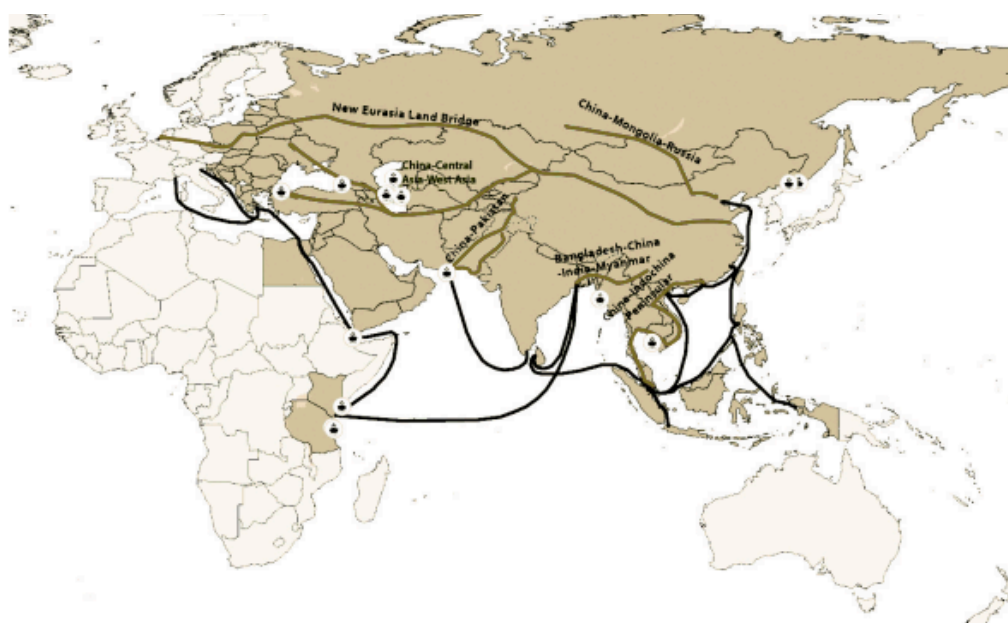 New Eurasia Land Bridge
China-Mongolia-Russia
China-Central
Asia-West Asia
China-Pakistan
Bangladesh-China
-India-Myanmar
China-Indochina
Peninsular